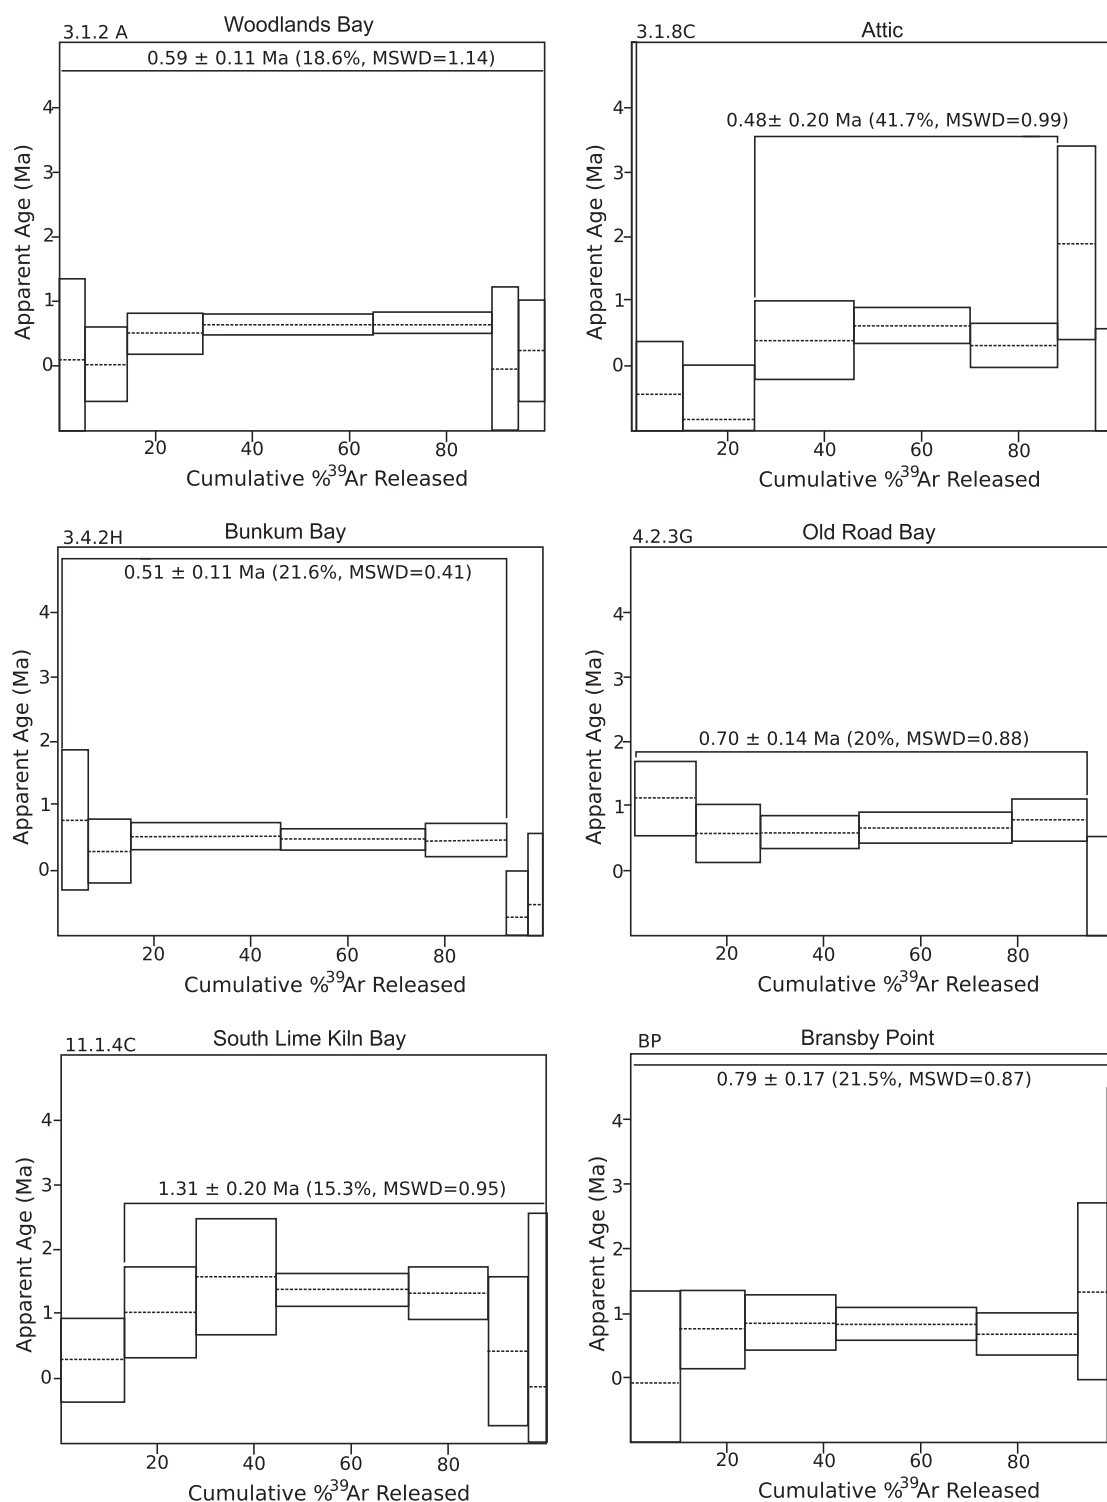 3.1.2 A
Woodlands Bay
0.59 ± 0.11 Ma (18.6%, MSWD=1.14)
Apparent Age (Ma)
4
3
2
1
0
20 40 60 80
Cumulative %³⁹Ar Released
3.1.8C
Attic
0.48± 0.20 Ma (41.7%, MSWD=0.99)
Apparent Age (Ma)
4
3
2
1
0
20 40 60 80
Cumulative %³⁹Ar Released
3.4.2H
Bunkum Bay
0.51 ± 0.11 Ma (21.6%, MSWD=0.41)
Apparent Age (Ma)
4
3
2
1
0
20 40 60 80
Cumulative %³⁹Ar Released
4.2.3G
Old Road Bay
0.70 ± 0.14 Ma (20%, MSWD=0.88)
Apparent Age (Ma)
4
3
2
1
0
20 40 60 80
Cumulative %³⁹Ar Released
11.1.4C
South Lime Kiln Bay
1.31 ± 0.20 Ma (15.3%, MSWD=0.95)
Apparent Age (Ma)
4
3
2
1
0
20 40 60 80
Cumulative %³⁹Ar Released
BP
Bransby Point
0.79 ± 0.17 (21.5%, MSWD=0.87)
Apparent Age (Ma)
4
3
2
1
0
20 40 60 80
Cumulative %³⁹Ar Released